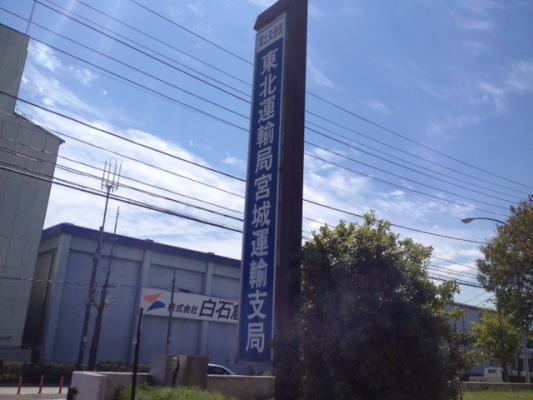 国土交通省
東北運輸局宮城運輸支局
株式会社 白石倉